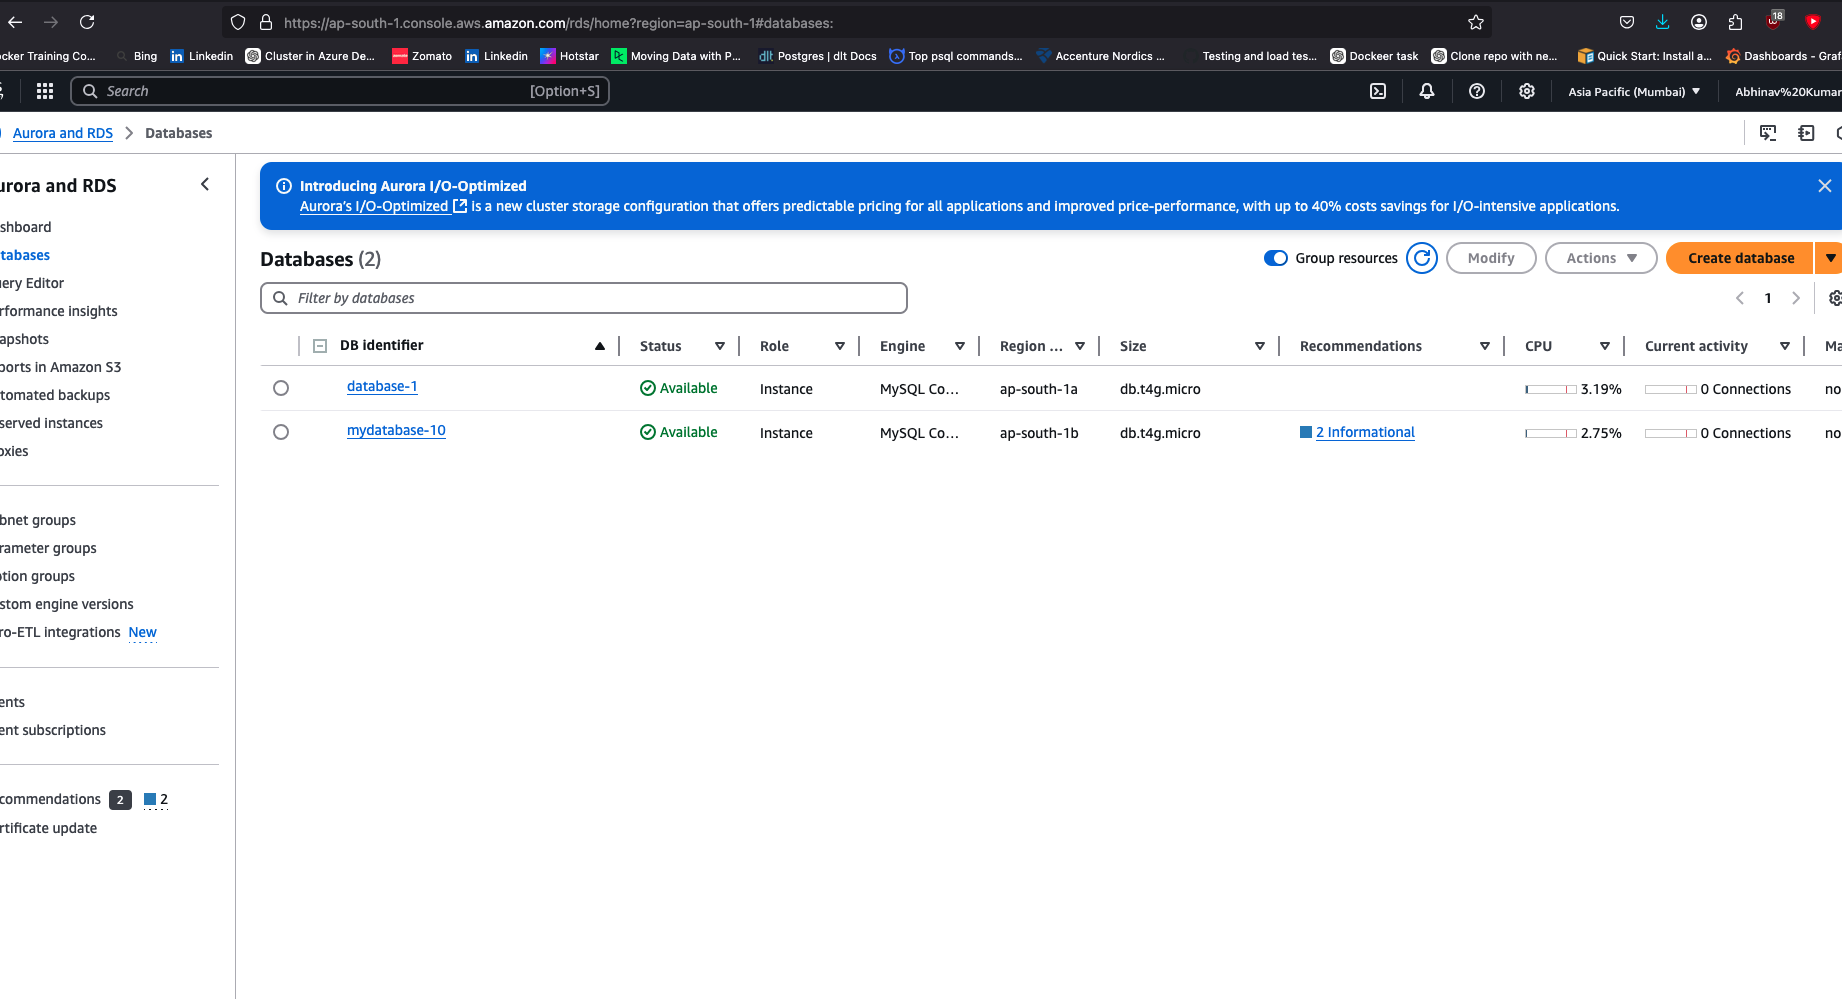 https://ap-south-1.console.aws.amazon.com/rds/home?region=ap-south-1#databases:
18
ocker Training Co... Bing Linkedin Cluster in Azure De... Zomato Linkedin Hotstar Moving Data with P... dlt Postgres | dlt Docs Top psql commands... Accenture Nordics ... Testing and load tes... Dockeer task Clone repo with ne... Quick Start: Install a... Dashboards - Graf
Search [Option+S] Asia Pacific (Mumbai) Abhinav%20Kumar
Aurora and RDS Databases
urora and RDS
shboard
tabases
uery Editor
rformance insights
apshots
ports in Amazon S3
tomated backups
served instances
oxies
bnet groups
rameter groups
tion groups
stom engine versions
ro-ETL integrations New
ents
ent subscriptions
commendations 2 2
rtificate update
Introducing Aurora I/O-Optimized
Aurora's I/O-Optimized is a new cluster storage configuration that offers predictable pricing for all applications and improved price-performance, with up to 40% costs savings for I/O-intensive applications.
Databases (2) Group resources Modify Actions Create database
Filter by databases 1
DB identifier Status Role Engine Region ... Size Recommendations CPU Current activity Ma
database-1 Available Instance MySQL Co... ap-south-1a db.t4g.micro 3.19% 0 Connections no
mydatabase-10 Available Instance MySQL Co... ap-south-1b db.t4g.micro 2 Informational 2.75% 0 Connections no